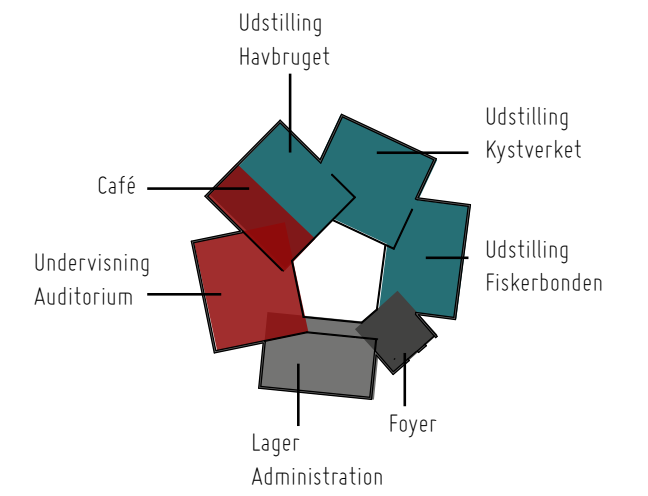 Udstilling
Havbruget
Udstilling
Kystverket
Café
Udstilling
Fiskerbonden
Undervisning
Auditorium
Foyer
Lager
Administration